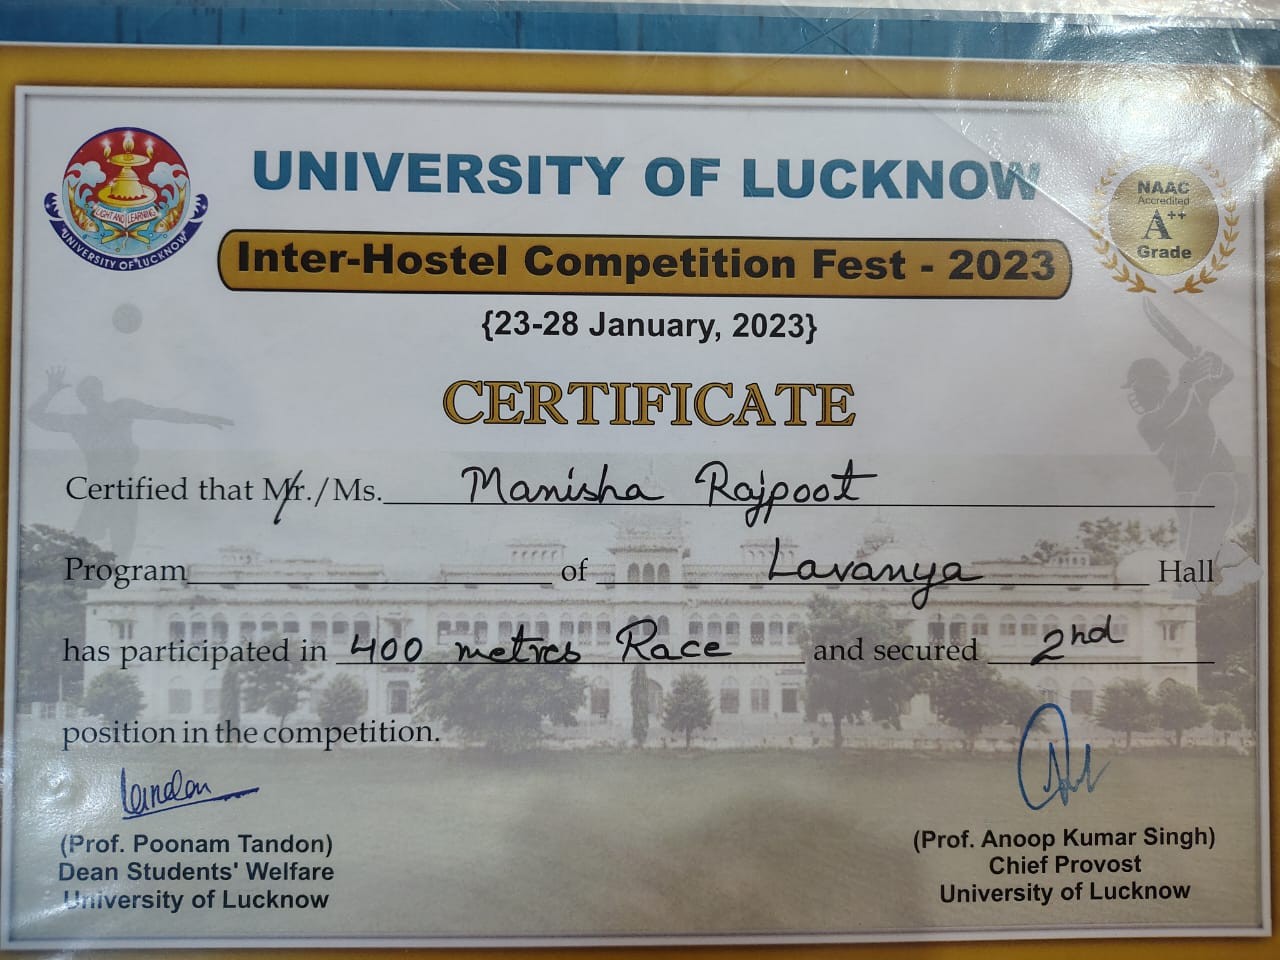 UNIVERSITY OF LUCKNOW
LIGHT AND LEARNING
UNIVERSITY OF LUCKNOW
NAAC
Accredited
A++
Grade
Inter-Hostel Competition Fest - 2023
{23-28 January, 2023}
CERTIFICATE
Certified that Mr./Ms. Manisha Rajpoot
Program of Lavanya Hall
has participated in 400 metres Race and secured 2nd
position in the competition.
(Prof. Poonam Tandon)
Dean Students' Welfare
University of Lucknow
(Prof. Anoop Kumar Singh)
Chief Provost
University of Lucknow